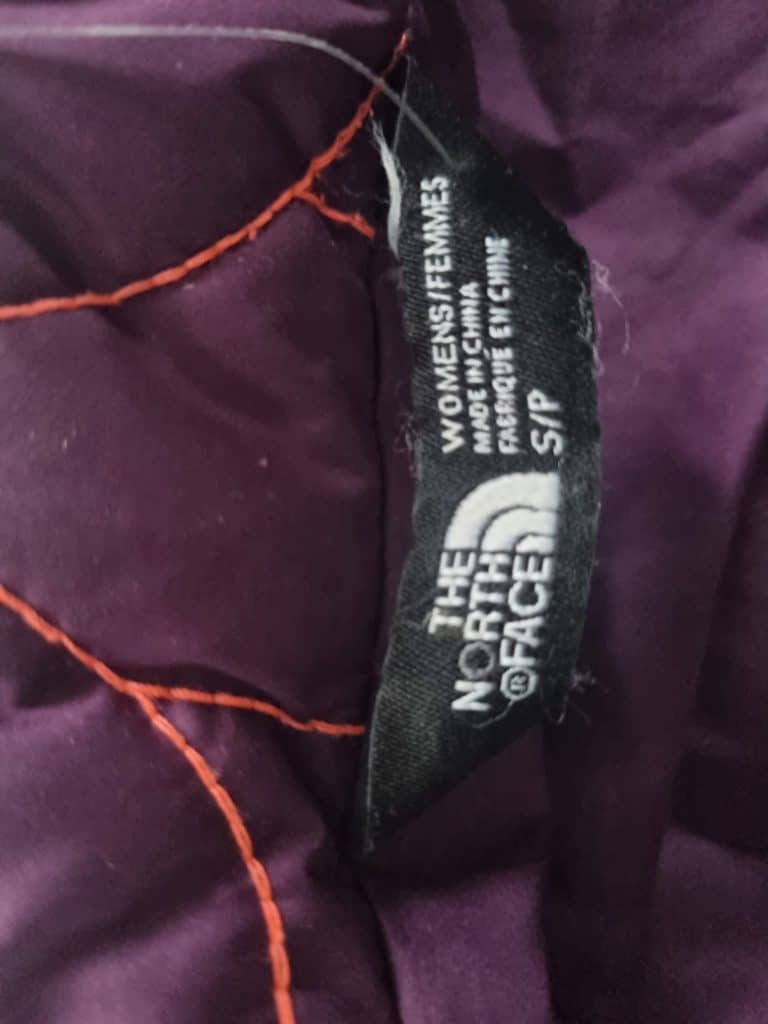 THE
NORTH
®FACE
WOMENS/FEMMES
MADE IN CHINA
FABRIQUÉ EN CHINE
S/P